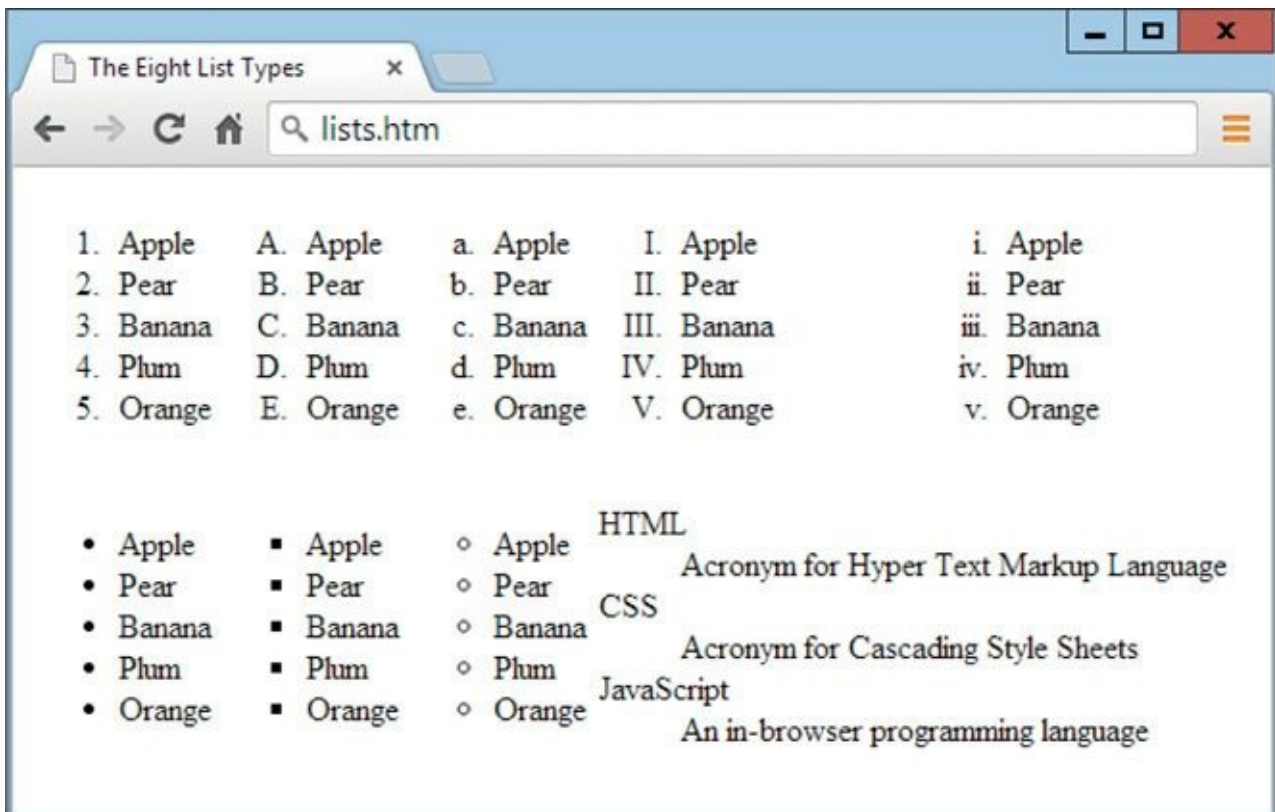 The Eight List Types
lists.htm
1. Apple A. Apple a. Apple I. Apple i. Apple
2. Pear B. Pear b. Pear II. Pear ii. Pear
3. Banana C. Banana c. Banana III. Banana iii. Banana
4. Plum D. Plum d. Plum IV. Plum iv. Plum
5. Orange E. Orange e. Orange V. Orange v. Orange
• Apple ▪ Apple ◦ Apple
• Pear ▪ Pear ◦ Pear
• Banana ▪ Banana ◦ Banana
• Plum ▪ Plum ◦ Plum
• Orange ▪ Orange ◦ Orange
HTML
Acronym for Hyper Text Markup Language
CSS
Acronym for Cascading Style Sheets
JavaScript
An in-browser programming language